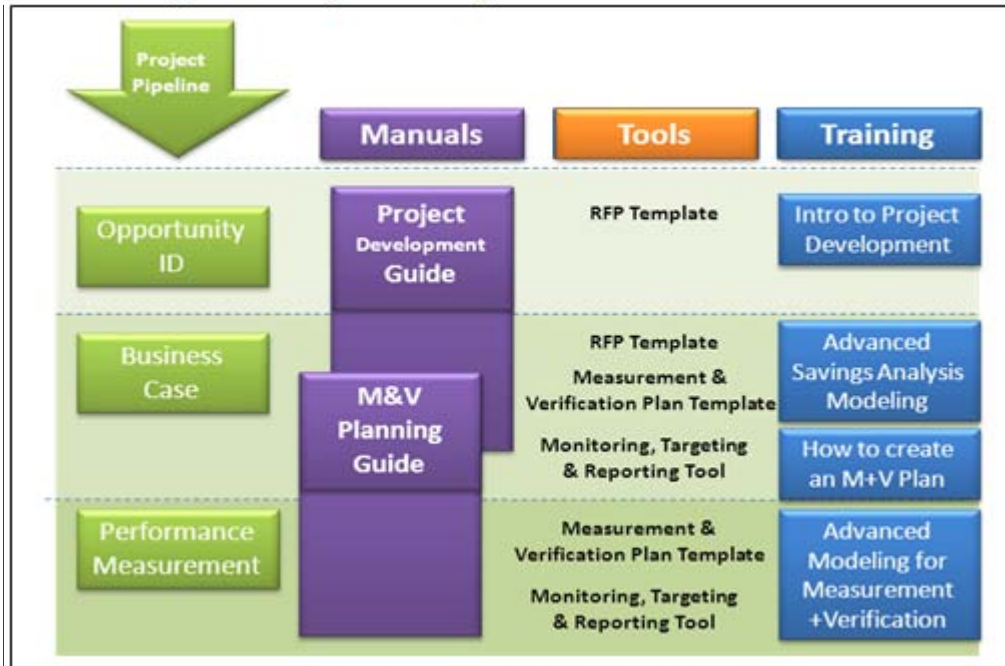 Project
Pipeline
Manuals
Tools
Training
Opportunity
ID
Project
Development
Guide
RFP Template
Intro to Project
Development
Business
Case
M&V
Planning
Guide
RFP Template
Measurement &
Verification Plan Template
Monitoring, Targeting
& Reporting Tool
Advanced
Savings Analysis
Modeling
How to create
an M+V Plan
Performance
Measurement
Measurement &
Verification Plan Template
Monitoring, Targeting
& Reporting Tool
Advanced
Modeling for
Measurement
+Verification